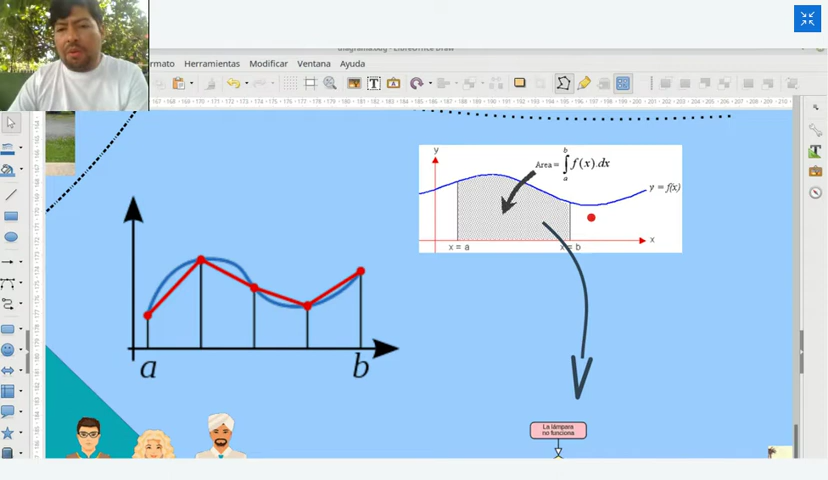 diagrama.odg - LibreOffice Draw
rmato Herramientas Modificar Ventana Ayuda
y
b
Area = ∫ f(x).dx
a
y = f(x)
x = a
x = b
x
a
b
La lámpara
no funciona